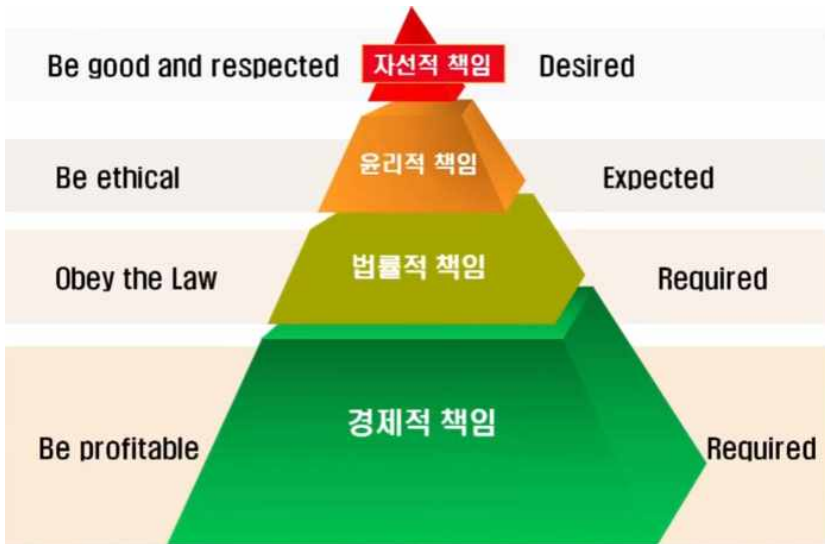 Be good and respected 자선적 책임 Desired
Be ethical 윤리적 책임 Expected
Obey the Law 법률적 책임 Required
Be profitable 경제적 책임 Required